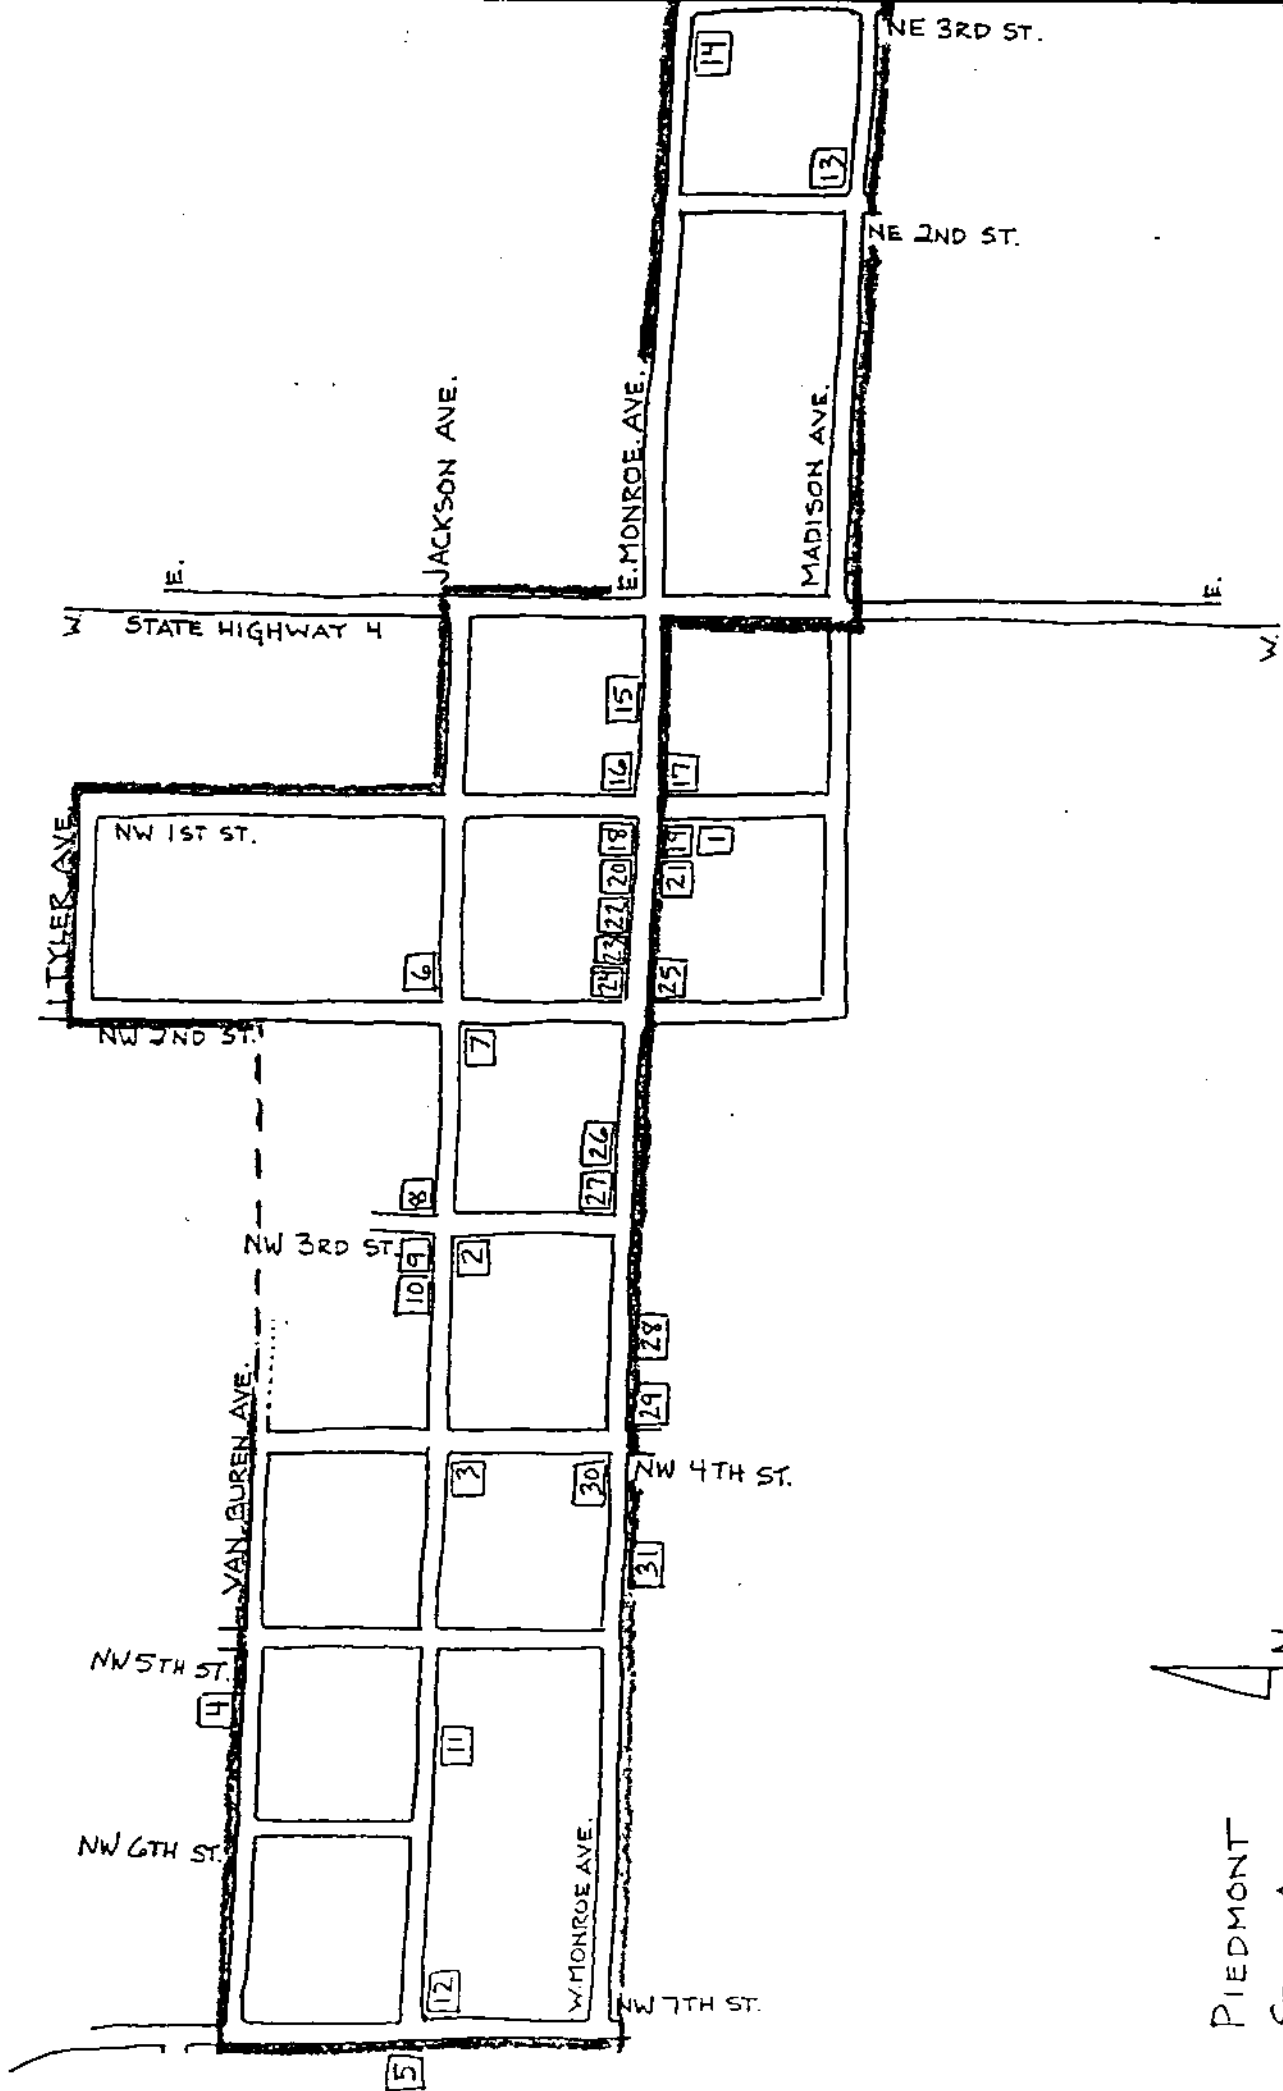 NE 3RD ST.
14
13
NE 2ND ST.
JACKSON AVE.
E. MONROE AVE.
MADISON AVE.
E.
W.
STATE HIGHWAY 4
E.
W.
15
16
17
TYLER AVE.
NW 1ST ST.
18
19
1
20
21
22
23
24
25
6
NW 2ND ST.
7
26
27
8
NW 3RD ST.
9
10
2
28
29
VAN BUREN AVE.
3
30
NW 4TH ST.
31
NW 5TH ST.
4
11
NW 6TH ST.
W. MONROE AVE.
12
NW 7TH ST.
5
N
PIEDMONT